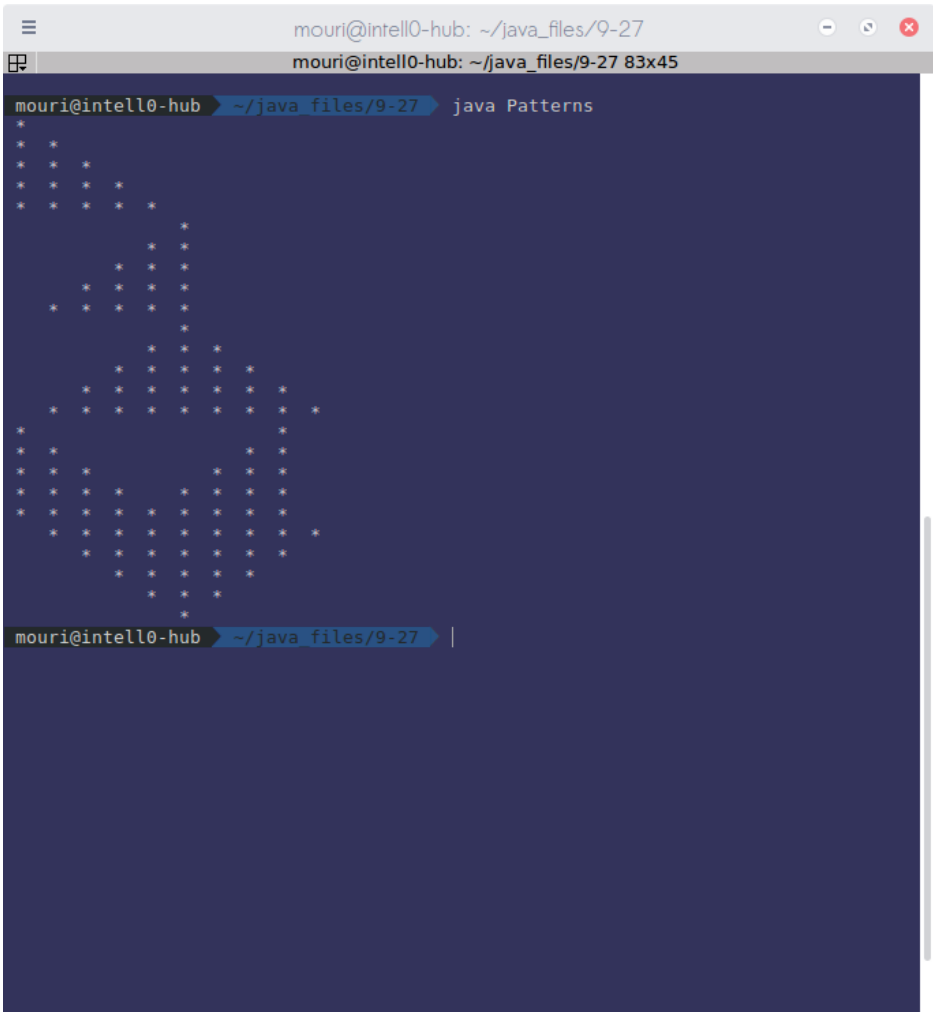 mouri@intell0-hub: ~/java_files/9-27
mouri@intell0-hub: ~/java_files/9-27 83x45
mouri@intell0-hub ~/java_files/9-27 java Patterns
*
*   *
*   *   *
*   *   *   *
*   *   *   *   *
                    *
                *   *
            *   *   *
        *   *   *   *
    *   *   *   *   *
                    *
                *   *   *
            *   *   *   *   *
        *   *   *   *   *   *   *
    *   *   *   *   *   *   *   *   *
*                               *
*   *                       *   *
*   *   *               *   *   *
*   *   *   *       *   *   *   *
*   *   *   *   *   *   *   *   *
    *   *   *   *   *   *   *   *   *
        *   *   *   *   *   *   *
            *   *   *   *   *
                *   *   *
                    *
mouri@intell0-hub ~/java_files/9-27